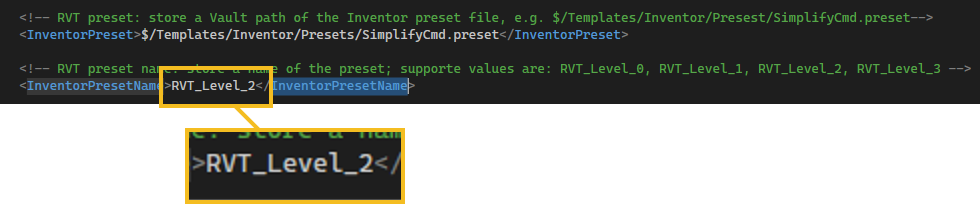 <!-- RVT preset: store a Vault path of the Inventor preset file, e.g. $/Templates/Inventor/Presest/SimplifyCmd.preset-->
<InventorPreset>$/Templates/Inventor/Presets/SimplifyCmd.preset</InventorPreset>
<!-- RVT preset name: store a name of the preset; supporte values are: RVT_Level_0, RVT_Level_1, RVT_Level_2, RVT_Level_3 -->
<InventorPresetName>RVT_Level_2</InventorPresetName>
e: store a nam
>RVT_Level_2</